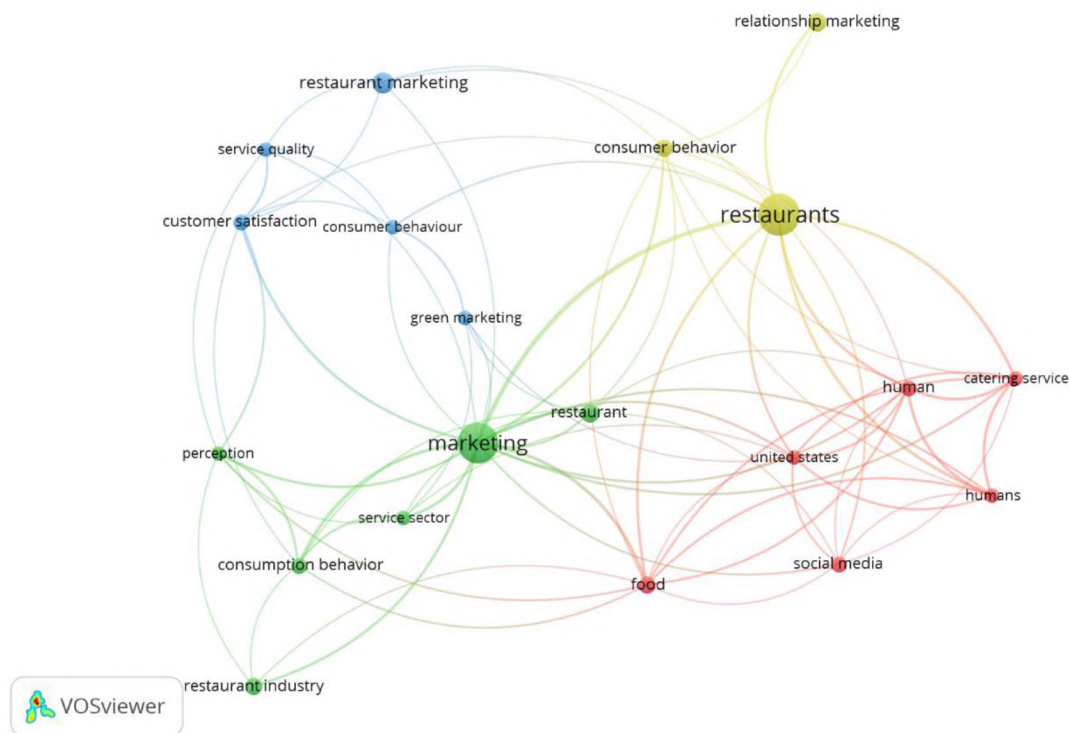 relationship marketing
restaurant marketing
service quality
consumer behavior
restaurants
customer satisfaction
consumer behaviour
green marketing
human
catering service
restaurant
marketing
perception
united states
humans
service sector
consumption behavior
social media
food
restaurant industry
VOSviewer